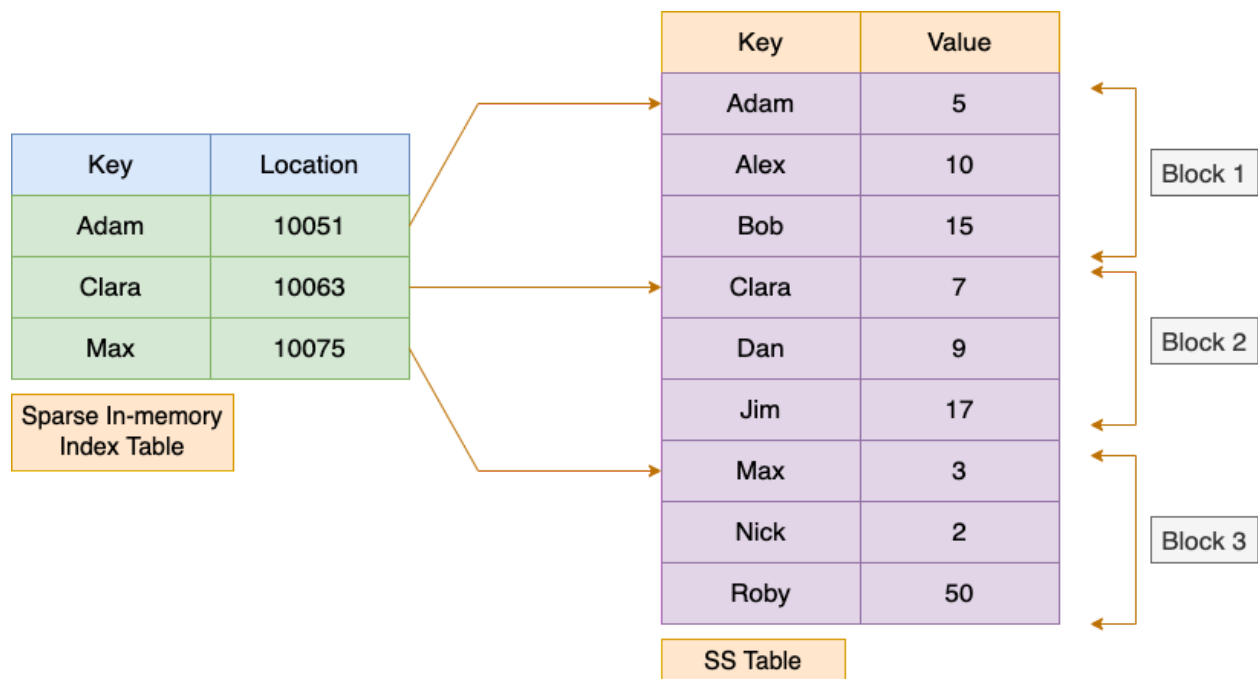 Key Value
Adam 5
Alex 10
Bob 15
Clara 7
Dan 9
Jim 17
Max 3
Nick 2
Roby 50
SS Table
Key Location
Adam 10051
Clara 10063
Max 10075
Sparse In-memory
Index Table
Block 1
Block 2
Block 3